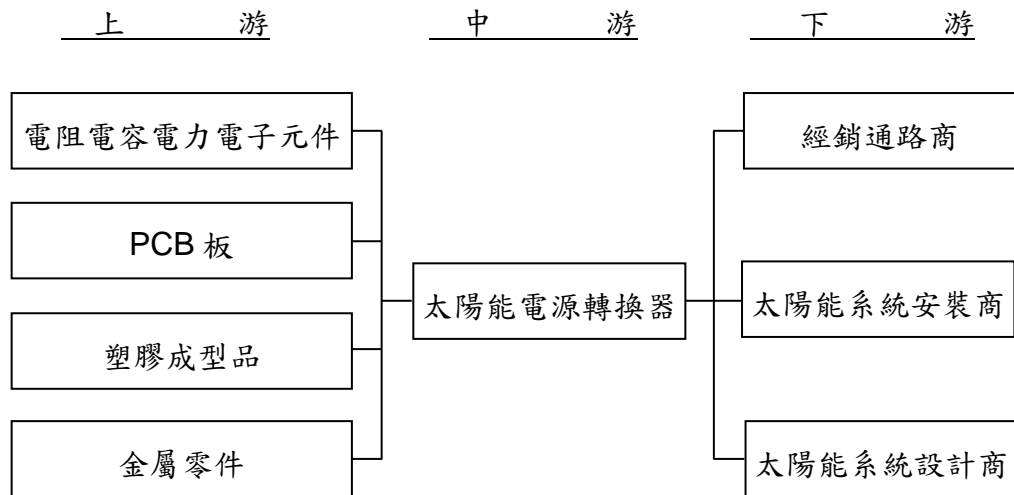 上 游 中 游 下 游
電阻電容電力電子元件
PCB 板
塑膠成型品
金屬零件
太陽能電源轉換器
經銷通路商
太陽能系統安裝商
太陽能系統設計商